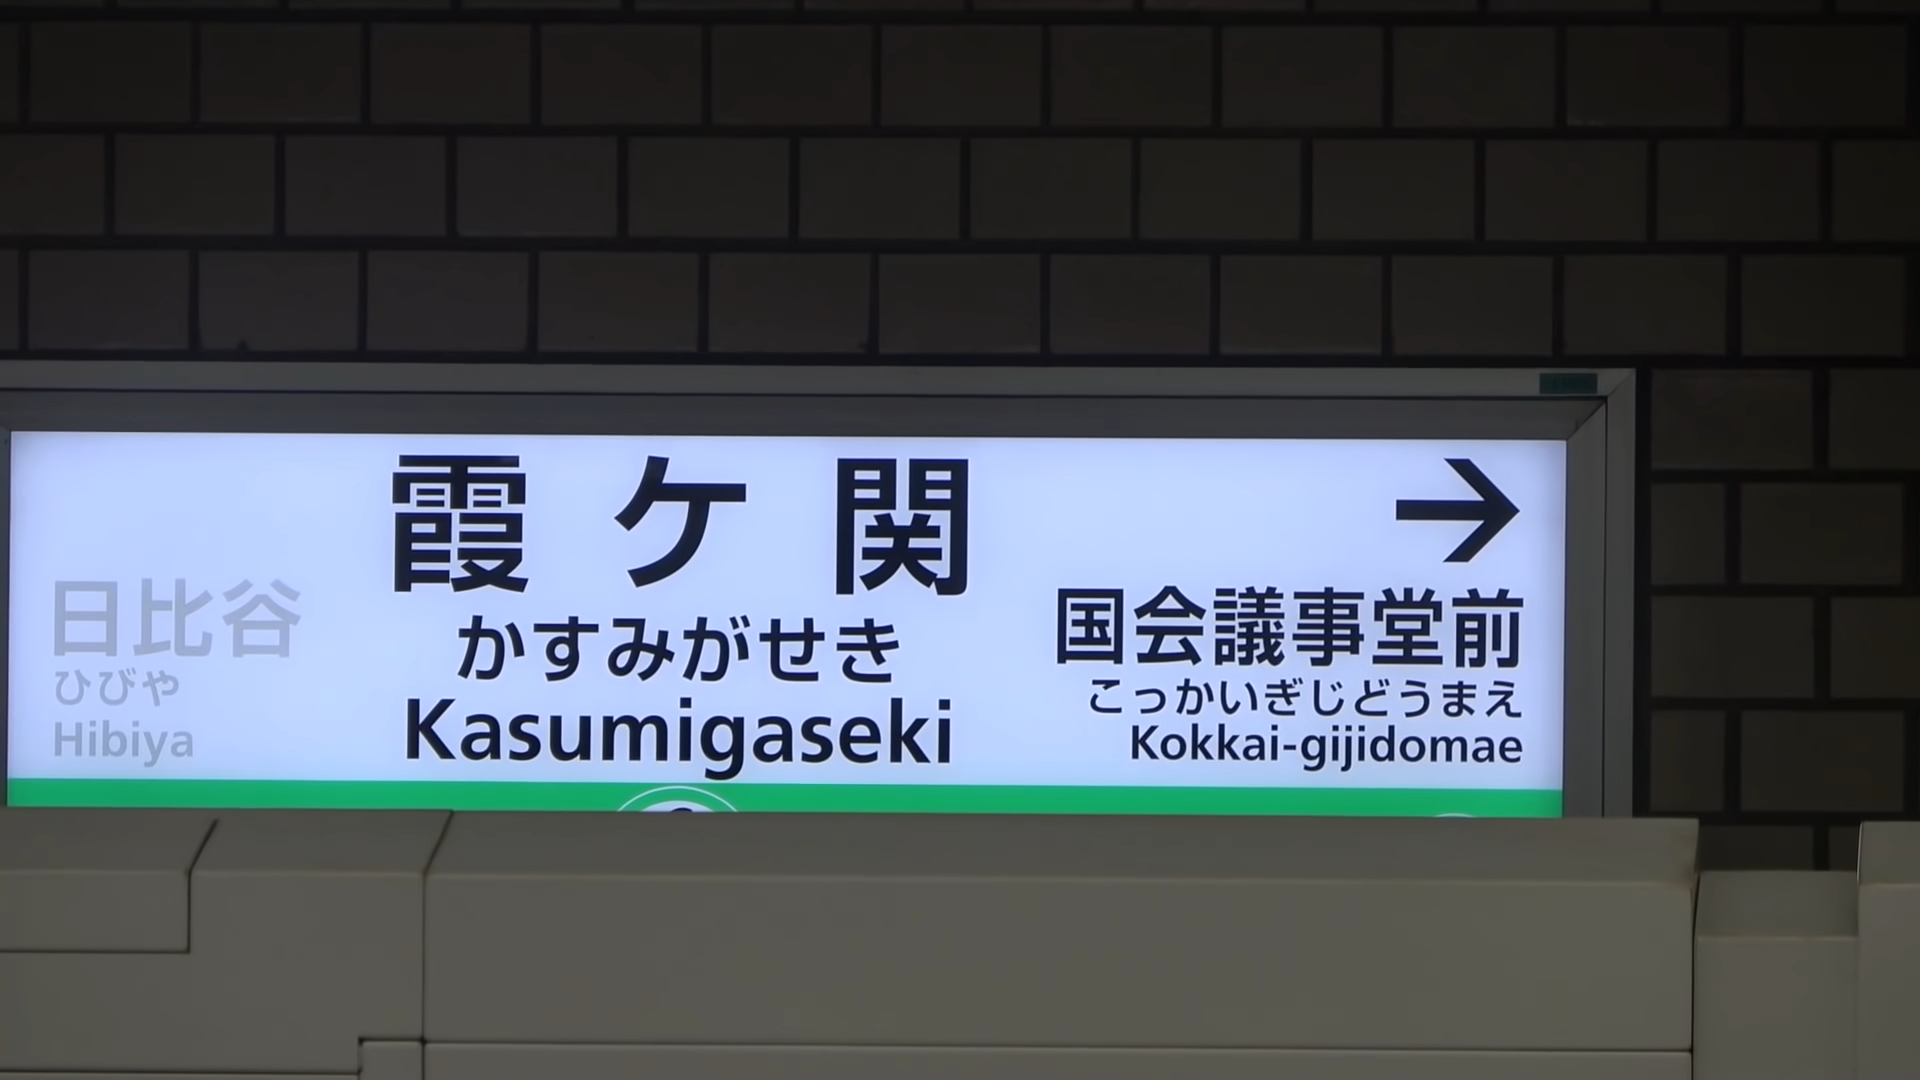 霞ケ関
かすみがせき
Kasumigaseki
日比谷
ひびや
Hibiya
→
国会議事堂前
こっかいぎじどうまえ
Kokkai-gijidomae